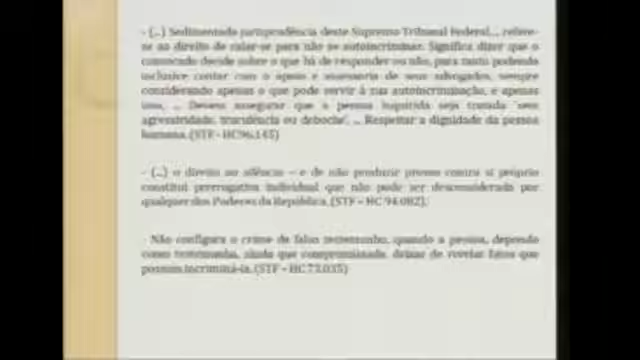 - (...) Sedimentada jurisprudência deste Supremo Tribunal Federal... refere-
se ao direito de calar-se para não se autoincriminar. Significa dizer que o
convocado decide sobre o que há de responder ou não, para tanto podendo
inclusive contar com o apoio e assessoria de seus advogados, sempre
considerando apenas o que pode servir à sua autoincriminação, e apenas
isso, ... Devem assegurar que a pessoa inquirida seja tratada 'sem
agressividade, truculência ou deboche', ... Respeitar a dignidade da pessoa
humana. (STF - HC96.145)
- (...) o direito ao silêncio – e de não produzir provas contra si próprio
constitui prerrogativa individual que não pode ser desconsiderada por
qualquer dos Poderes da República. (STF – HC 94.082).
- Não configura o crime de falso testemunho, quando a pessoa, depondo
como testemunha, ainda que compromissada, deixar de revelar fatos que
possam incriminá-la. (STF – HC 73.035)